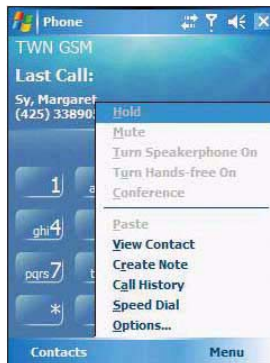 Phone
TWN GSM
Last Call:
Sy, Margaret
(425) 33890
Hold
Mute
Turn Speakerphone On
Turn Hands-free On
Conference
Paste
View Contact
Create Note
Call History
Speed Dial
Options...
1
ghi4
pqrs7
*
Contacts
Menu